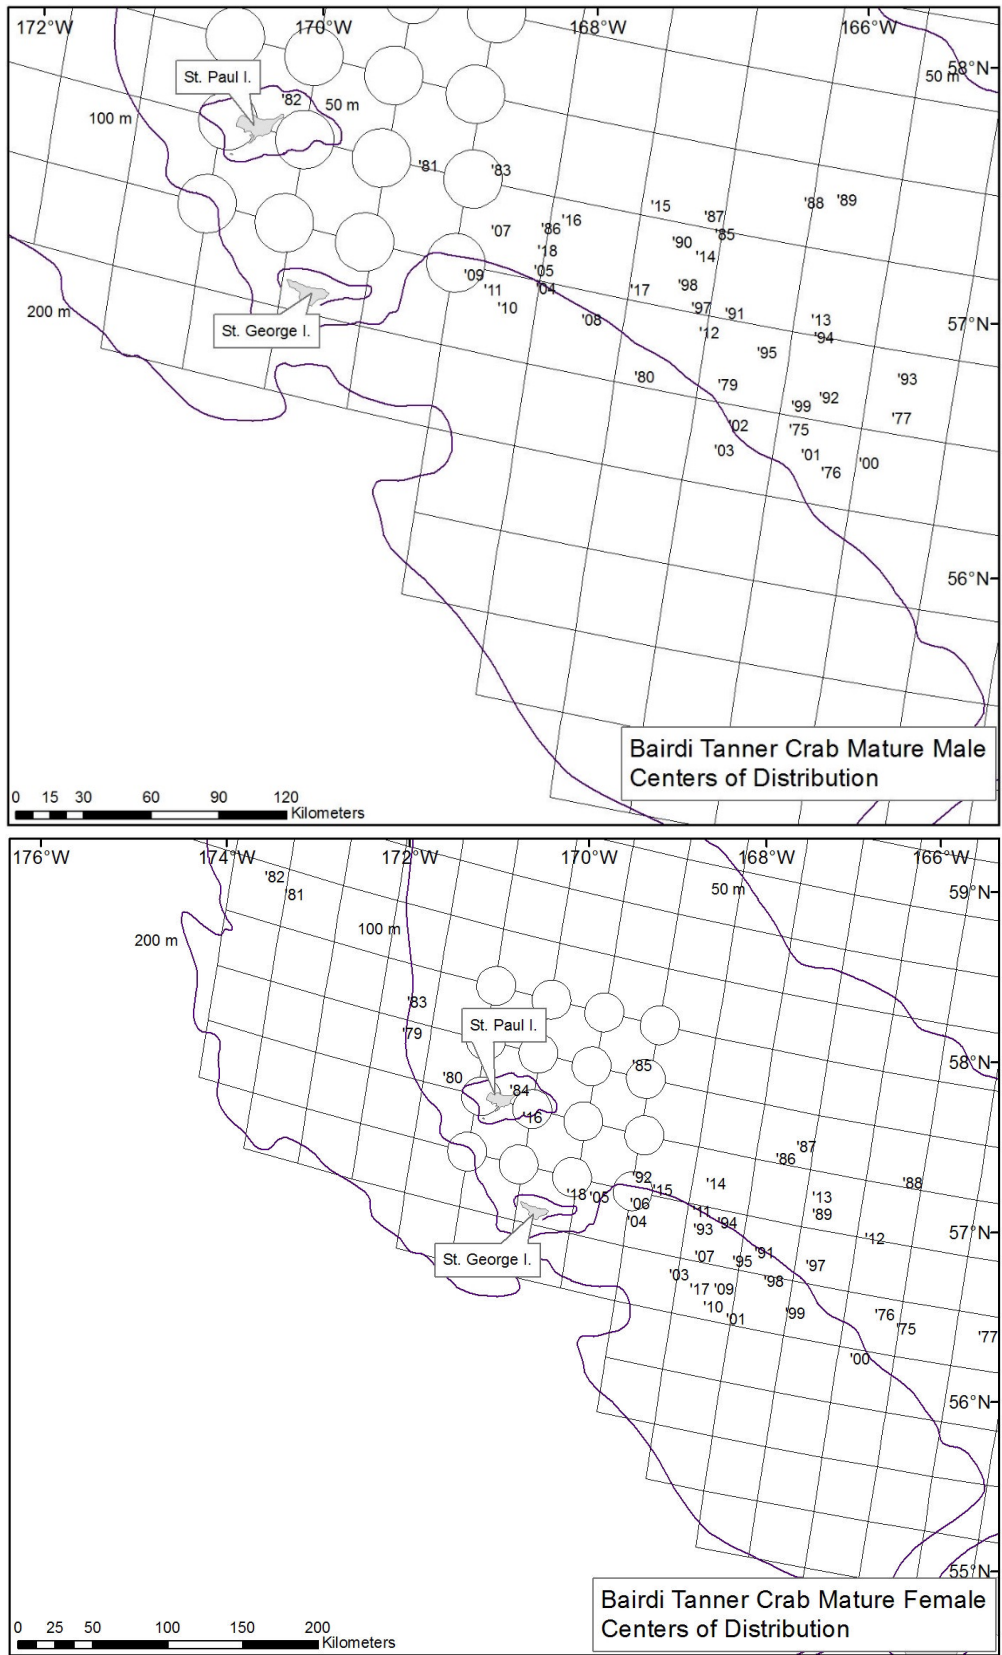 172°W 170°W 168°W 166°W
58°N
50 m
St. Paul I.
'82 50 m
100 m
'81 '83
'15 '88 '89
'16 '87
'07 '86 '85
'90
'18 '14
'05
'09 '98
'11 '04 '17
'10 '97 '91
'08 '13
200 m
St. George I.
57°N
'12 '94
'95
'80 '79 '93
'92
'99
'77
'02 '75
'03 '01 '00
'76
56°N
Bairdi Tanner Crab Mature Male
Centers of Distribution
0 15 30 60 90 120
Kilometers
176°W 174°W 172°W 170°W 168°W 166°W
'82
'81
50 m
59°N
100 m
200 m
'83
St. Paul I.
'79
58°N
'85
'80 '84
'16
'87
'86
'92 '14 '88
'18 '05 '15 '13
'06 '11 '89
'04 '94
'93 '12
57°N
St. George I.
'07 '95 '91 '97
'03 '98
'17 '09
'10 '99 '76
'01 '75 '77
'00
56°N
55°N
Bairdi Tanner Crab Mature Female
Centers of Distribution
0 25 50 100 150 200
Kilometers